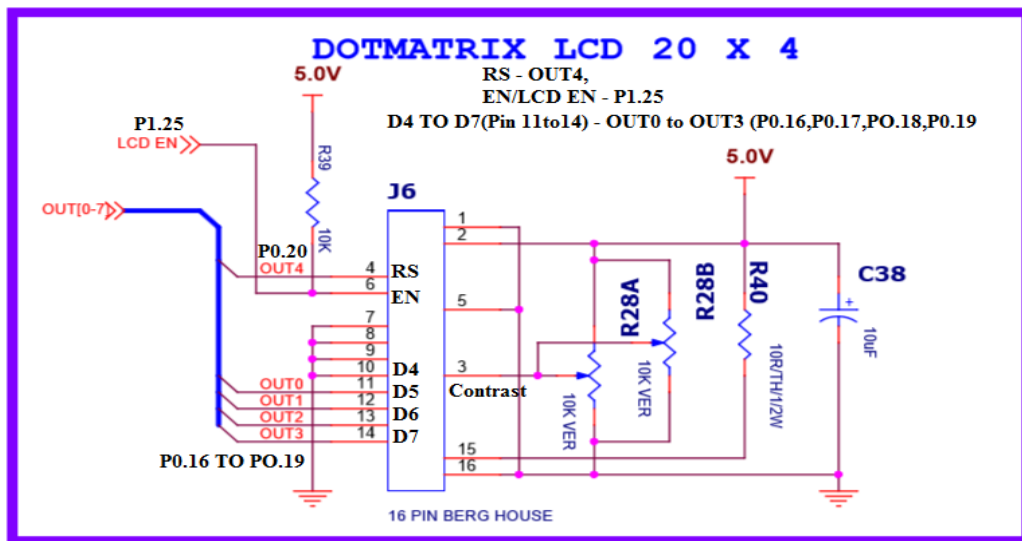 DOTMATRIX LCD 20 X 4
5.0V
RS - OUT4,
EN/LCD EN - P1.25
D4 TO D7(Pin 11to14) - OUT0 to OUT3 (P0.16,P0.17,PO.18,P0.19
P1.25
LCD EN
R39
10K
5.0V
J6
OUT[0-7]
P0.20
OUT4
4
RS
6
EN
1
2
5
3
Contrast
7
8
9
10
D4
OUT0
11
D5
OUT1
12
D6
OUT2
13
D7
OUT3
14
15
16
P0.16 TO PO.19
R28A
10K VER
R28B
10K VER
R40
10R/TH/1/2W
C38
+
10uF
16 PIN BERG HOUSE